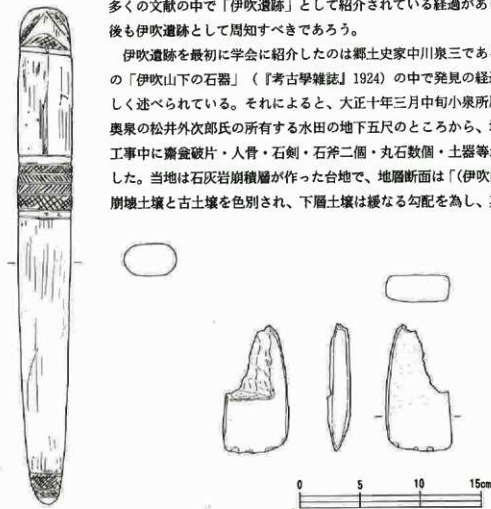 多くの文献の中で「伊吹遺跡」として紹介されている経過があ
後も伊吹遺跡として周知すべきであろう。
伊吹遺跡を最初に学会に紹介したのは郷土史家中川泉三であ
の「伊吹山下の石器」（『考古學雑誌』1924）の中で発見の経
しく述べられている。それによると、大正十年三月中旬小泉所
奥泉の松井外次郎氏の所有する水田の地下五尺のところから、
工事中に齋瓮破片・人骨・石剣・石斧二個・丸石数個・土器等
した。当地は石灰岩崩積層が作った台地で、地層断面は「(伊吹
崩壊土壌と古土壌を色別され、下層土壌は緩なる勾配を為し、
0 5 10 15cm